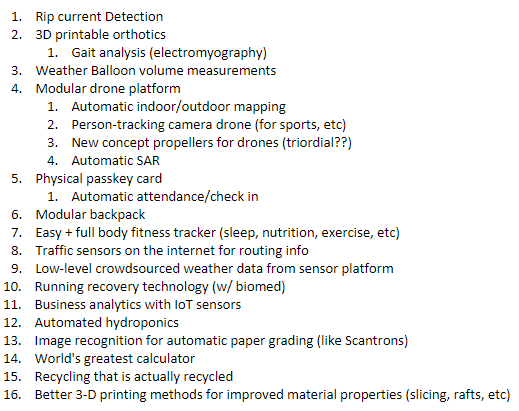 1. Rip current Detection
2. 3D printable orthotics
1. Gait analysis (electromyography)
3. Weather Balloon volume measurements
4. Modular drone platform
1. Automatic indoor/outdoor mapping
2. Person-tracking camera drone (for sports, etc)
3. New concept propellers for drones (triordial??)
4. Automatic SAR
5. Physical passkey card
1. Automatic attendance/check in
6. Modular backpack
7. Easy + full body fitness tracker (sleep, nutrition, exercise, etc)
8. Traffic sensors on the internet for routing info
9. Low-level crowdsourced weather data from sensor platform
10. Running recovery technology (w/ biomed)
11. Business analytics with IoT sensors
12. Automated hydroponics
13. Image recognition for automatic paper grading (like Scantrons)
14. World's greatest calculator
15. Recycling that is actually recycled
16. Better 3-D printing methods for improved material properties (slicing, rafts, etc)